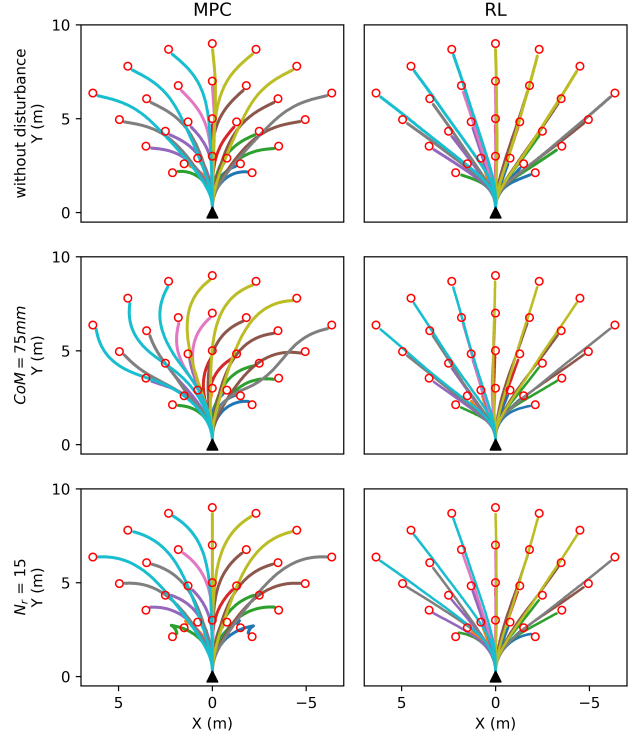 MPC
RL
without disturbance
Y (m)
10
5
0
CoM = 75mm
Y (m)
10
5
0
N_r = 15
Y (m)
10
5
0
5
0
−5
X (m)
5
0
−5
X (m)